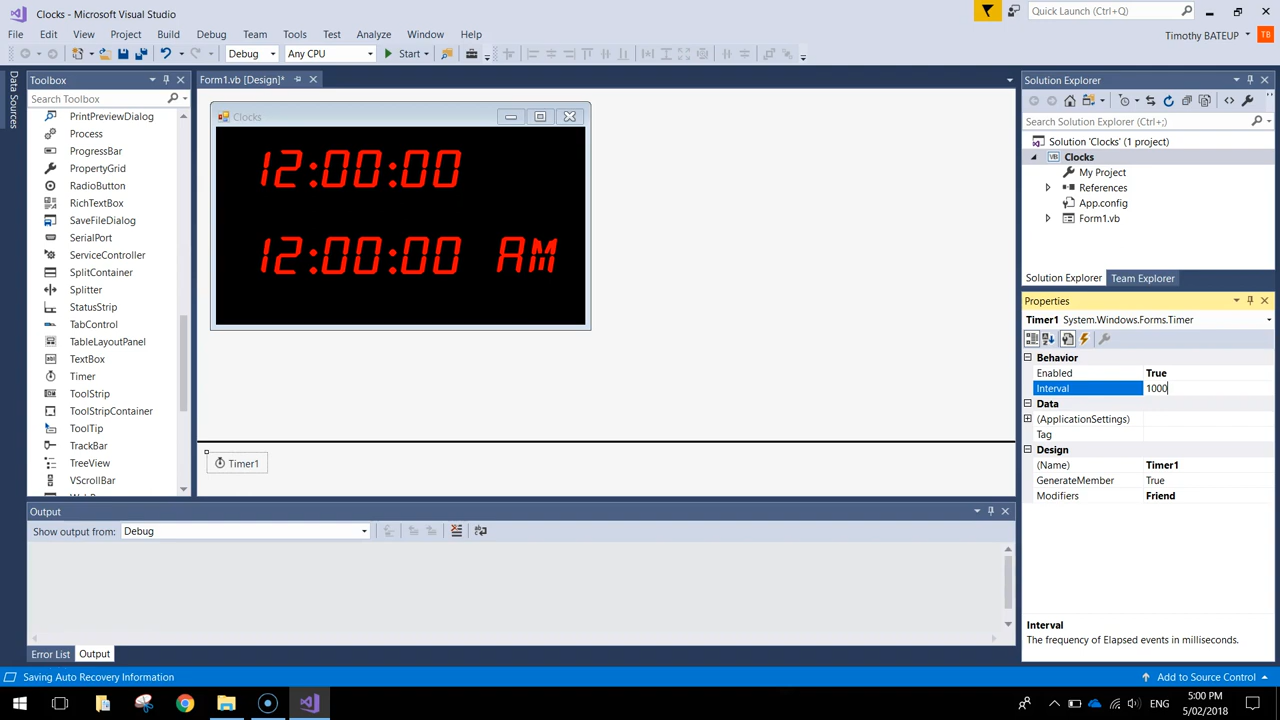 Clocks - Microsoft Visual Studio
Quick Launch (Ctrl+Q)
File Edit View Project Build Debug Team Tools Test Analyze Window Help
Timothy BATEUP
TB
Debug Any CPU Start
Data Sources
Toolbox
Search Toolbox
PrintPreviewDialog
Process
ProgressBar
PropertyGrid
RadioButton
RichTextBox
SaveFileDialog
SerialPort
ServiceController
SplitContainer
Splitter
StatusStrip
TabControl
TableLayoutPanel
TextBox
Timer
ToolStrip
ToolStripContainer
ToolTip
TrackBar
TreeView
VScrollBar
Form1.vb [Design]*
Clocks
12:00:00
12:00:00 AM
Timer1
Solution Explorer
Search Solution Explorer (Ctrl+;)
Solution 'Clocks' (1 project)
VB Clocks
My Project
References
App.config
Form1.vb
Solution Explorer Team Explorer
Properties
Timer1 System.Windows.Forms.Timer
Behavior
Enabled True
Interval 1000
Data
(ApplicationSettings)
Tag
Design
(Name) Timer1
GenerateMember True
Modifiers Friend
Interval
The frequency of Elapsed events in milliseconds.
Output
Show output from: Debug
Error List Output
Saving Auto Recovery Information
Add to Source Control
ENG
5:00 PM
5/02/2018